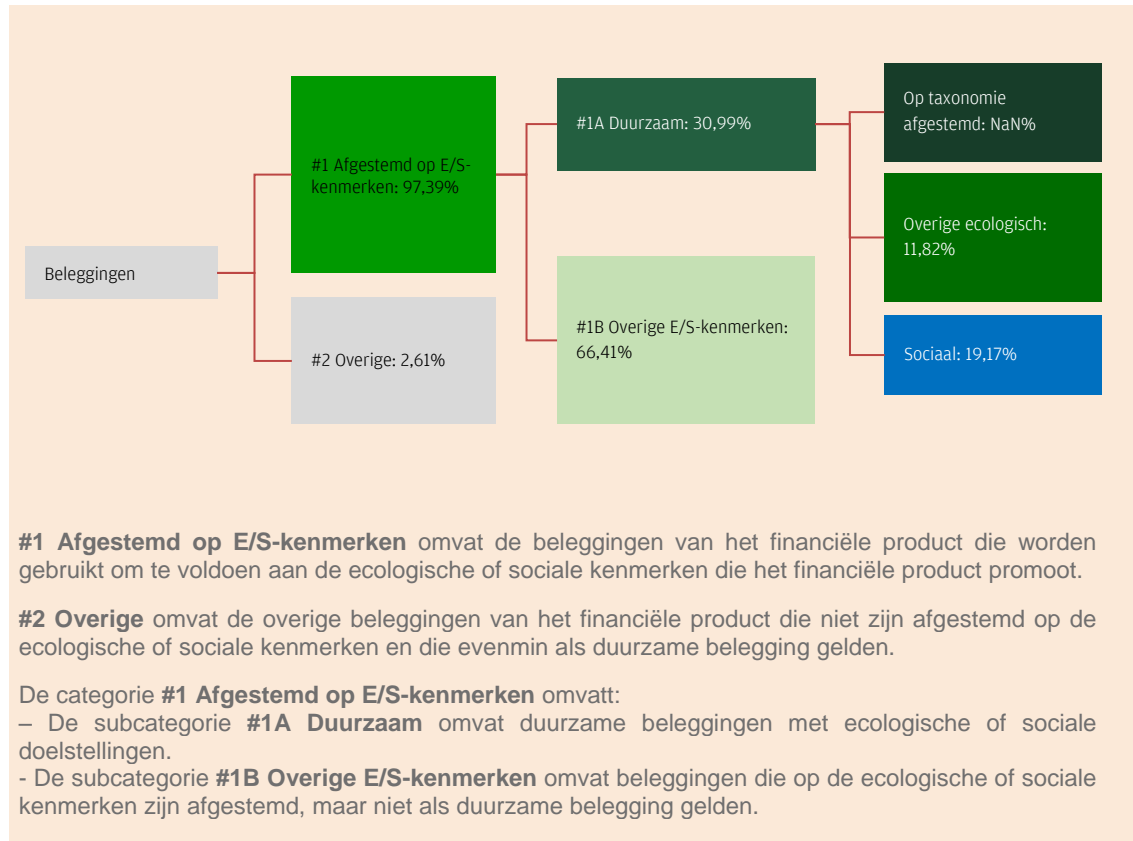 Beleggingen
#1 Afgestemd op E/S-
kenmerken: 97,39%
#2 Overige: 2,61%
#1A Duurzaam: 30,99%
#1B Overige E/S-kenmerken:
66,41%
Op taxonomie
afgestemd: NaN%
Overige ecologisch:
11,82%
Sociaal: 19,17%
#1 Afgestemd op E/S-kenmerken omvat de beleggingen van het financiële product die worden
gebruikt om te voldoen aan de ecologische of sociale kenmerken die het financiële product promoot.
#2 Overige omvat de overige beleggingen van het financiële product die niet zijn afgestemd op de
ecologische of sociale kenmerken en die evenmin als duurzame belegging gelden.
De categorie #1 Afgestemd op E/S-kenmerken omvatt:
– De subcategorie #1A Duurzaam omvat duurzame beleggingen met ecologische of sociale
doelstellingen.
- De subcategorie #1B Overige E/S-kenmerken omvat beleggingen die op de ecologische of sociale
kenmerken zijn afgestemd, maar niet als duurzame belegging gelden.